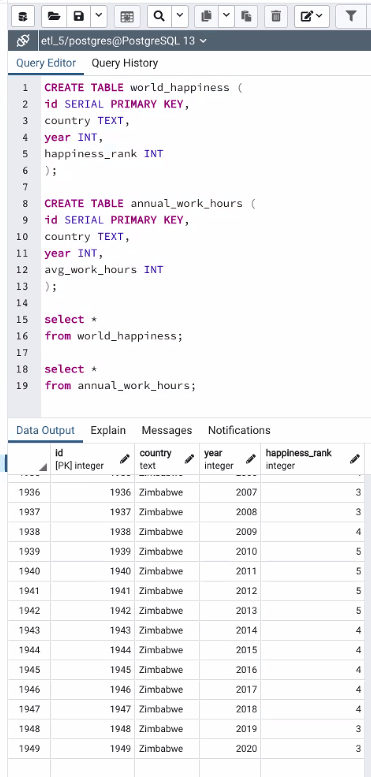 etl_5/postgres@PostgreSQL 13
Query Editor Query History
1 CREATE TABLE world_happiness (
2 id SERIAL PRIMARY KEY,
3 country TEXT,
4 year INT,
5 happiness_rank INT
6 );
7
8 CREATE TABLE annual_work_hours (
9 id SERIAL PRIMARY KEY,
10 country TEXT,
11 year INT,
12 avg_work_hours INT
13 );
14
15 select *
16 from world_happiness;
17
18 select *
19 from annual_work_hours;
Data Output Explain Messages Notifications
id country year happiness_rank
[PK] integer text integer integer
1936 1936 Zimbabwe 2007 3
1937 1937 Zimbabwe 2008 3
1938 1938 Zimbabwe 2009 4
1939 1939 Zimbabwe 2010 5
1940 1940 Zimbabwe 2011 5
1941 1941 Zimbabwe 2012 5
1942 1942 Zimbabwe 2013 5
1943 1943 Zimbabwe 2014 4
1944 1944 Zimbabwe 2015 4
1945 1945 Zimbabwe 2016 4
1946 1946 Zimbabwe 2017 4
1947 1947 Zimbabwe 2018 4
1948 1948 Zimbabwe 2019 3
1949 1949 Zimbabwe 2020 3